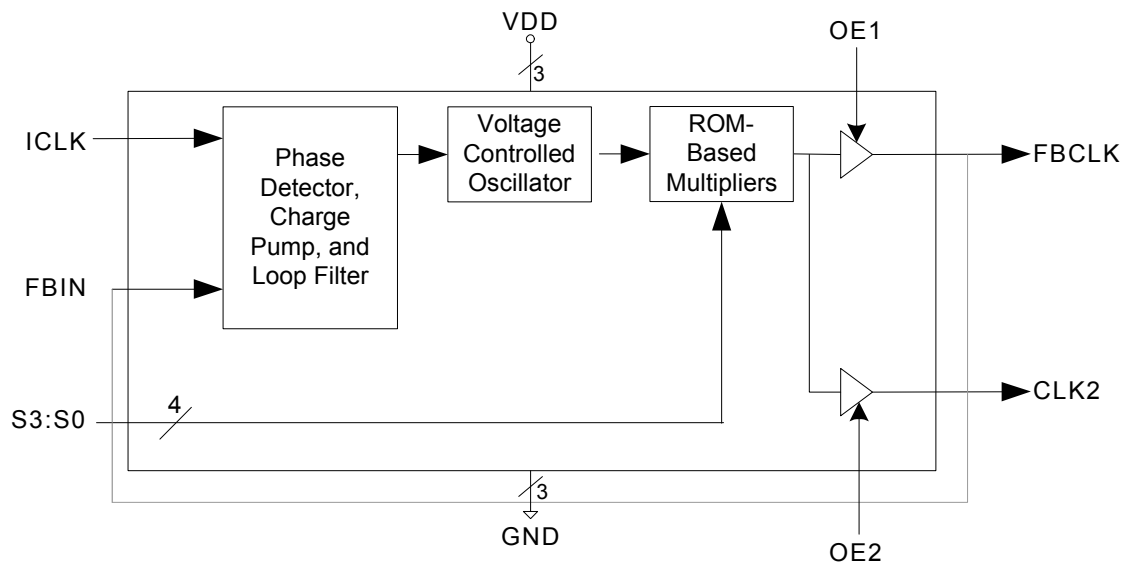 VDD
OE1
3
ICLK
Phase
Detector,
Charge
Pump, and
Loop Filter
Voltage
Controlled
Oscillator
ROM-
Based
Multipliers
FBCLK
FBIN
S3:S0
4
CLK2
3
GND
OE2